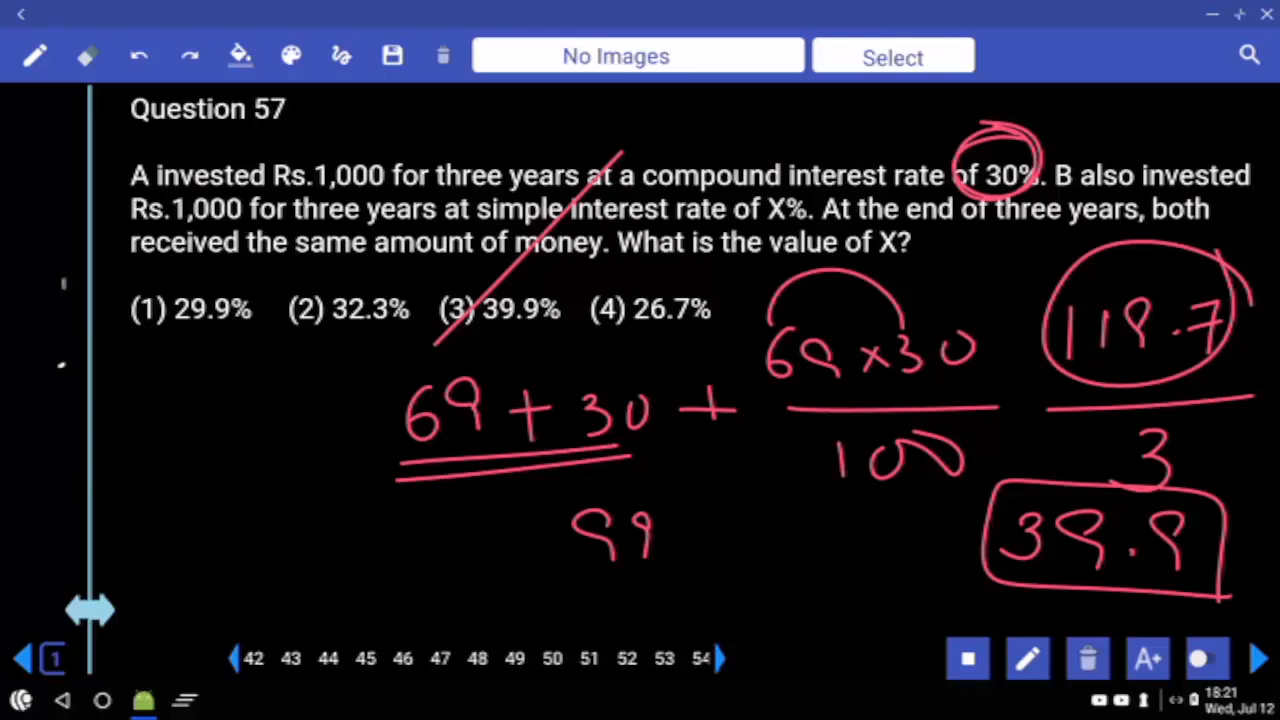 No Images
Select
Question 57
A invested Rs.1,000 for three years at a compound interest rate of 30%. B also invested
Rs.1,000 for three years at simple interest rate of X%. At the end of three years, both
received the same amount of money. What is the value of X?
(1) 29.9% (2) 32.3% (3) 39.9% (4) 26.7%
69 + 30 + 69 × 30
100
99
119.7
3
39.9
1
42 43 44 45 46 47 48 49 50 51 52 53 54
A+
18:21
Wed, Jul 12